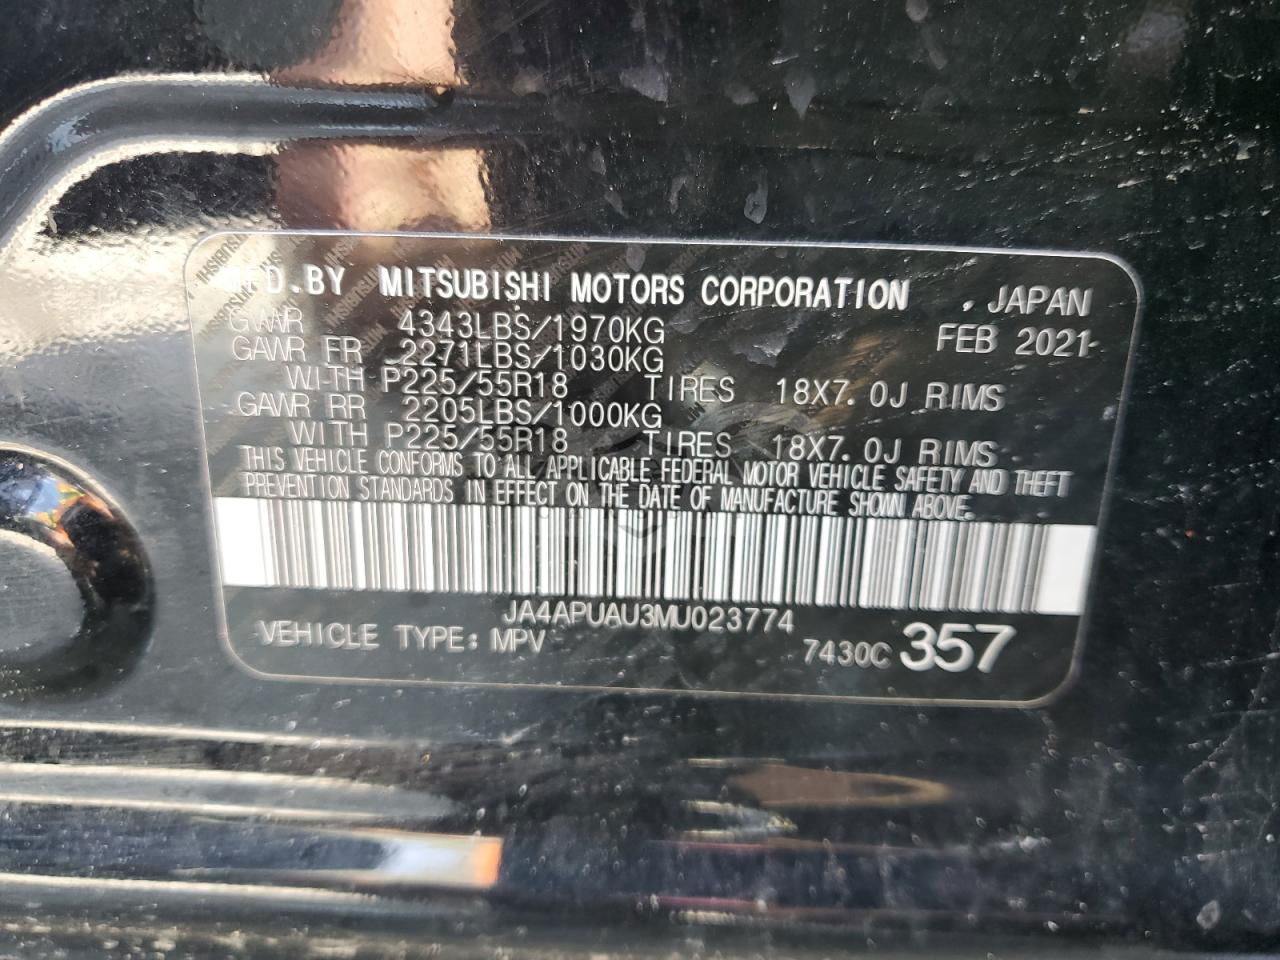 MFD.BY MITSUBISHI MOTORS CORPORATION , JAPAN
GVWR 4343LBS/1970KG FEB 2021
GAWR FR 2271LBS/1030KG
WITH P225/55R18 TIRES 18X7.0J RIMS
GAWR RR 2205LBS/1000KG
WITH P225/55R18 TIRES 18X7.0J RIMS
THIS VEHICLE CONFORMS TO ALL APPLICABLE FEDERAL MOTOR VEHICLE SAFETY AND THEFT
PREVENTION STANDARDS IN EFFECT ON THE DATE OF MANUFACTURE SHOWN ABOVE.
JA4APUAU3MU023774
VEHICLE TYPE: MPV 7430C 357